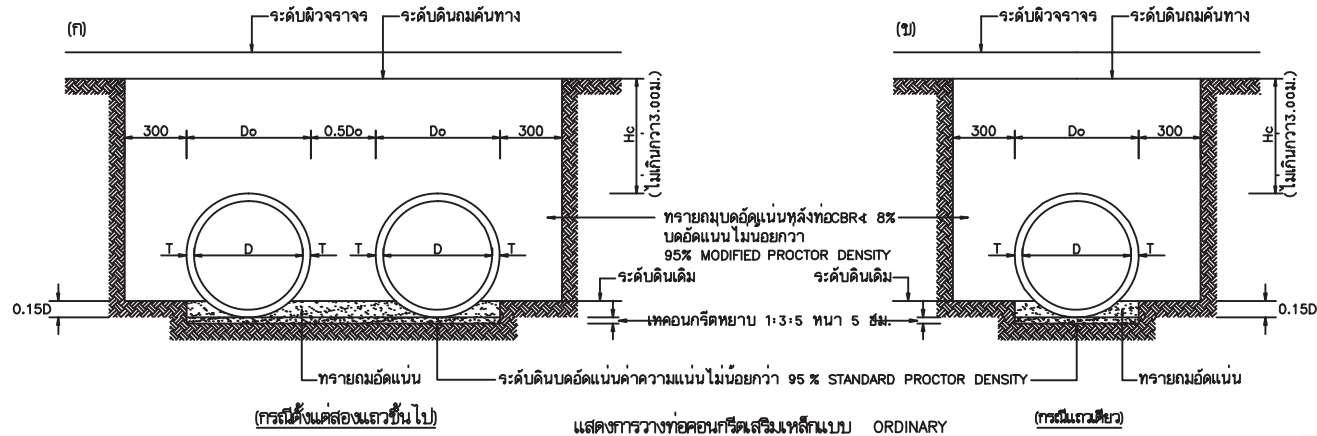 (ก)
ระดับผิวจราจร
ระดับดินถมคันทาง
(ข)
ระดับผิวจราจร
ระดับดินถมคันทาง
300
Do
0.5Do
Do
300
Hc
(ไม่เกินกว่า3.00ม.)
300
Do
300
Hc
(ไม่เกินกว่า3.00ม.)
T
D
T
T
D
T
ทรายถมบดอัดแน่นหลังท่อCBR≮ 8%
บดอัดแน่นไม่น้อยกว่า
95% MODIFIED PROCTOR DENSITY
T
D
T
ระดับดินเดิม
ระดับดินเดิม
0.15D
เทคอนกรีตหยาบ 1:3:5 หนา 5 ซม.
0.15D
ทรายถมอัดแน่น
ระดับดินบดอัดแน่นค่าความแน่นไม่น้อยกว่า 95 % STANDARD PROCTOR DENSITY
ทรายถมอัดแน่น
(กรณีตั้งแต่สองแถวขึ้นไป)
แสดงการวางท่อคอนกรีตเสริมเหล็กแบบ ORDINARY
(กรณีแถวเดียว)